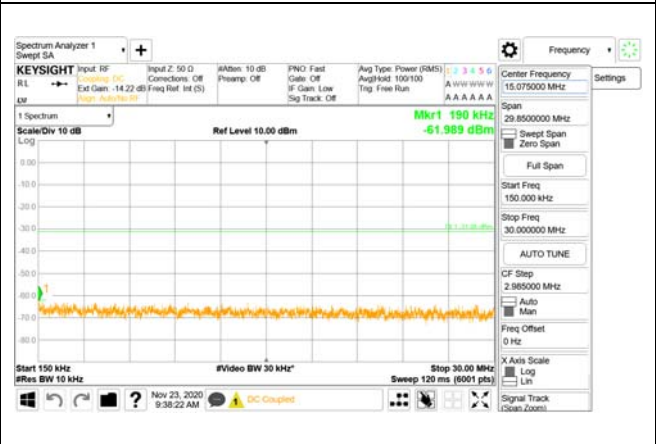 Spectrum Analyzer 1
Swept SA
Frequency
KEYSIGHT
RL
Input: RF
Coupling: DC
Ext Gain: -14.22 dB
Align: Auto/No RF
Input Z: 50 Ω
Corrections: Off
Freq Ref: Int (S)
#Atten: 10 dB
Preamp: Off
PNO: Fast
Gate: Off
IF Gain: Low
Sig Track: Off
Avg Type: Power (RMS)
Avg|Hold: 100/100
Trig: Free Run
1 2 3 4 5 6
A W W W W W
A A A A A A
Center Frequency
15.075000 MHz
Settings
Span
29.8500000 MHz
Swept Span
Zero Span
Full Span
Start Freq
150.000 kHz
Stop Freq
30.000000 MHz
AUTO TUNE
CF Step
2.985000 MHz
Auto
Man
Freq Offset
0 Hz
X Axis Scale
Log
Lin
Signal Track
(Span Zoom)
1 Spectrum
Mkr1 190 kHz
-61.989 dBm
Scale/Div 10 dB
Ref Level 10.00 dBm
Log
0.00
-10.0
-20.0
-30.0
-40.0
-50.0
-60.0
-70.0
-80.0
1
Start 150 kHz
#Video BW 30 kHz*
Stop 30.00 MHz
#Res BW 10 kHz
Sweep 120 ms (6001 pts)
?
Nov 23, 2020
9:38:22 AM
1
DC Coupled